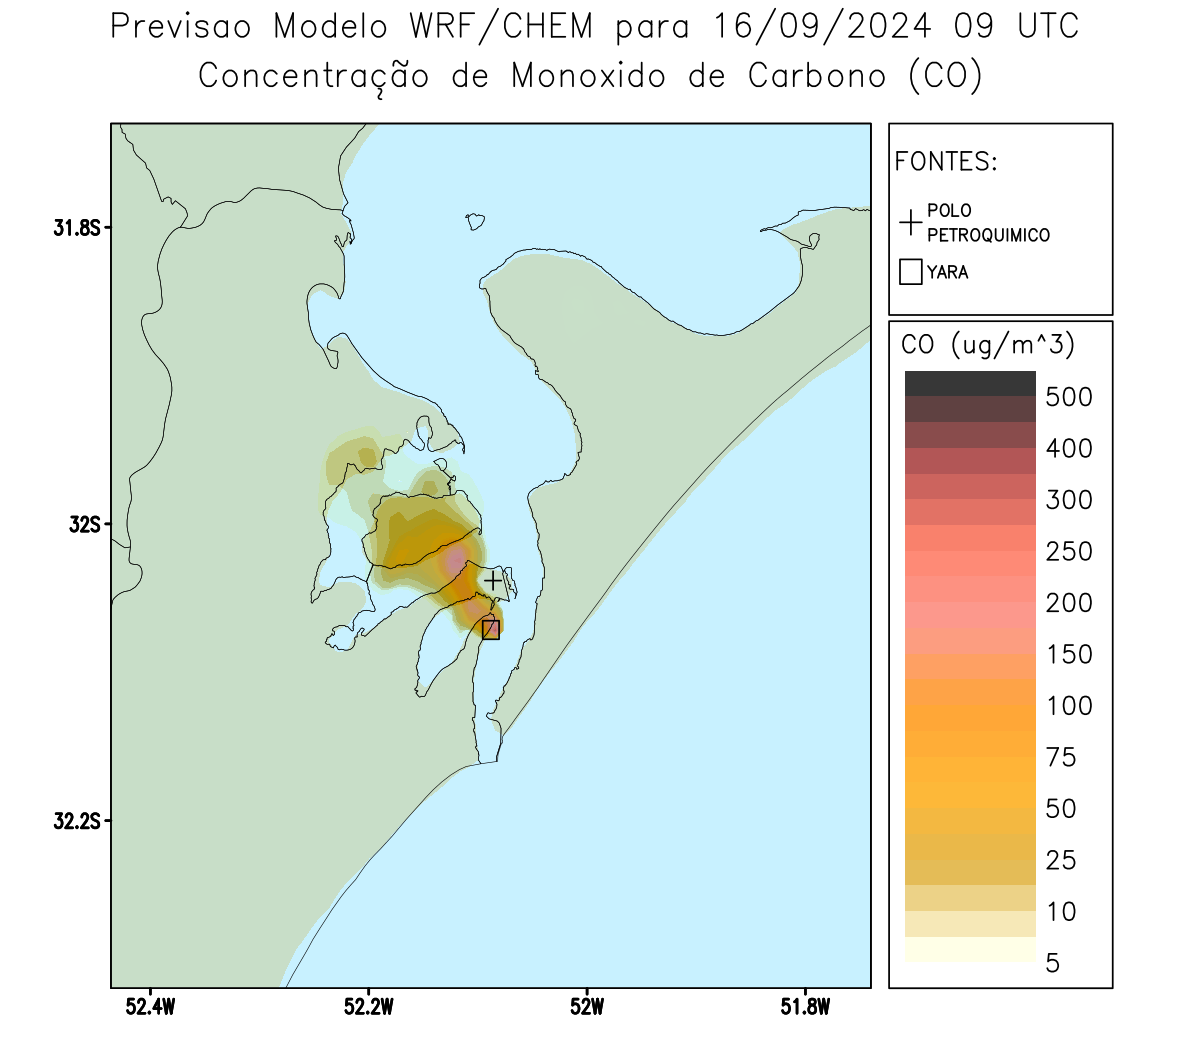 Previsao Modelo WRF/CHEM para 16/09/2024 09 UTC
Concentração de Monoxido de Carbono (CO)
FONTES:
POLO
PETROQUIMICO
YARA
31.8S
32S
32.2S
52.4W
52.2W
52W
51.8W
CO (ug/m^3)
500
400
300
250
200
150
100
75
50
25
10
5